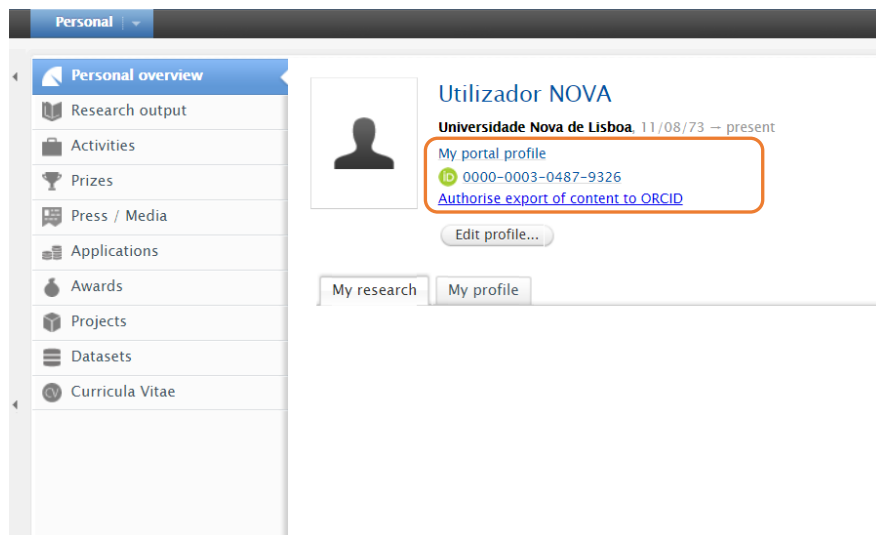 Personal
Personal overview
Research output
Activities
Prizes
Press / Media
Applications
Awards
Projects
Datasets
CV Curricula Vitae
Utilizador NOVA
Universidade Nova de Lisboa, 11/08/73 → present
My portal profile
iD 0000-0003-0487-9326
Authorise export of content to ORCID
Edit profile...
My research
My profile